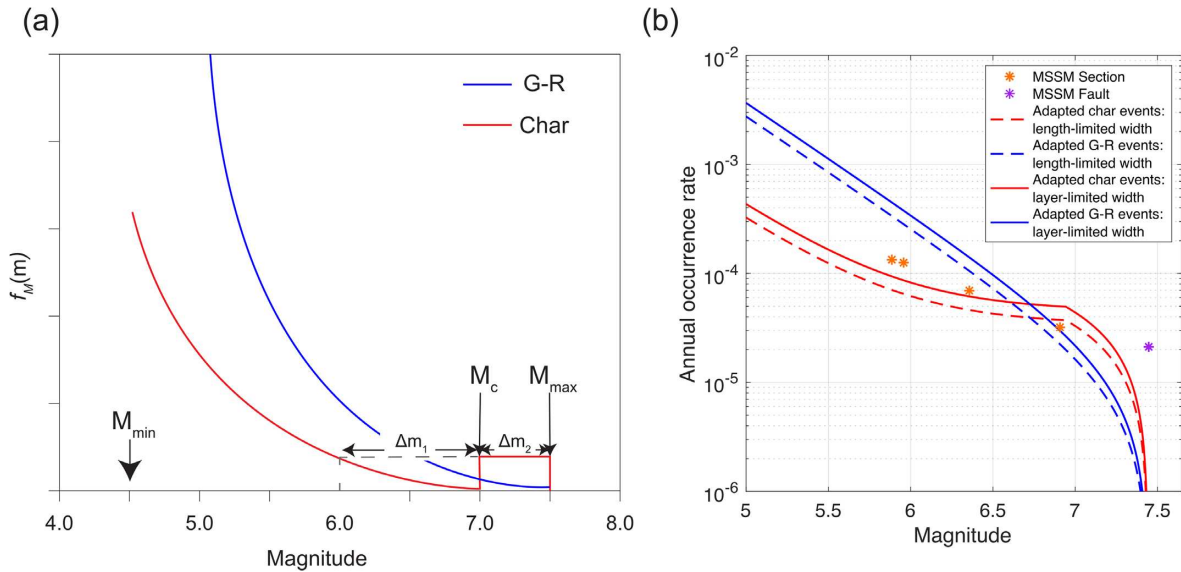 (a)
f_M(m)
G-R
Char
M_min
M_c
M_max
Δm_1
Δm_2
4.0 5.0 6.0 7.0 8.0
Magnitude
(b)
Annual occurrence rate
10^-2
10^-3
10^-4
10^-5
10^-6
MSSM Section
MSSM Fault
Adapted char events:
length-limited width
Adapted G-R events:
length-limited width
Adapted char events:
layer-limited width
Adapted G-R events:
layer-limited width
5 5.5 6 6.5 7 7.5
Magnitude